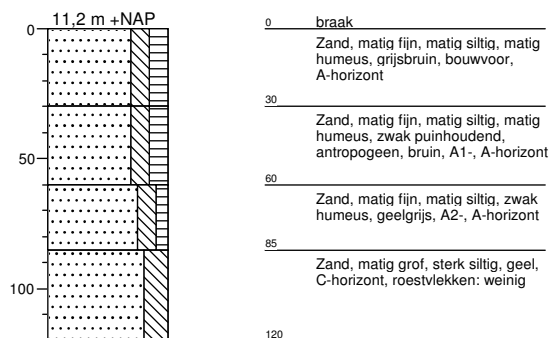 11,2 m +NAP
0
50
100
0 braak
Zand, matig fijn, matig siltig, matig
humeus, grijsbruin, bouwvoor,
A-horizont
30
Zand, matig fijn, matig siltig, matig
humeus, zwak puinhoudend,
antropogeen, bruin, A1-, A-horizont
60
Zand, matig fijn, matig siltig, zwak
humeus, geelgrijs, A2-, A-horizont
85
Zand, matig grof, sterk siltig, geel,
C-horizont, roestvlekken: weinig
120